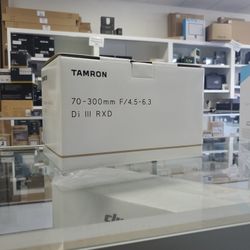 TAMRON
70-300mm F/4.5-6.3
Di III RXD